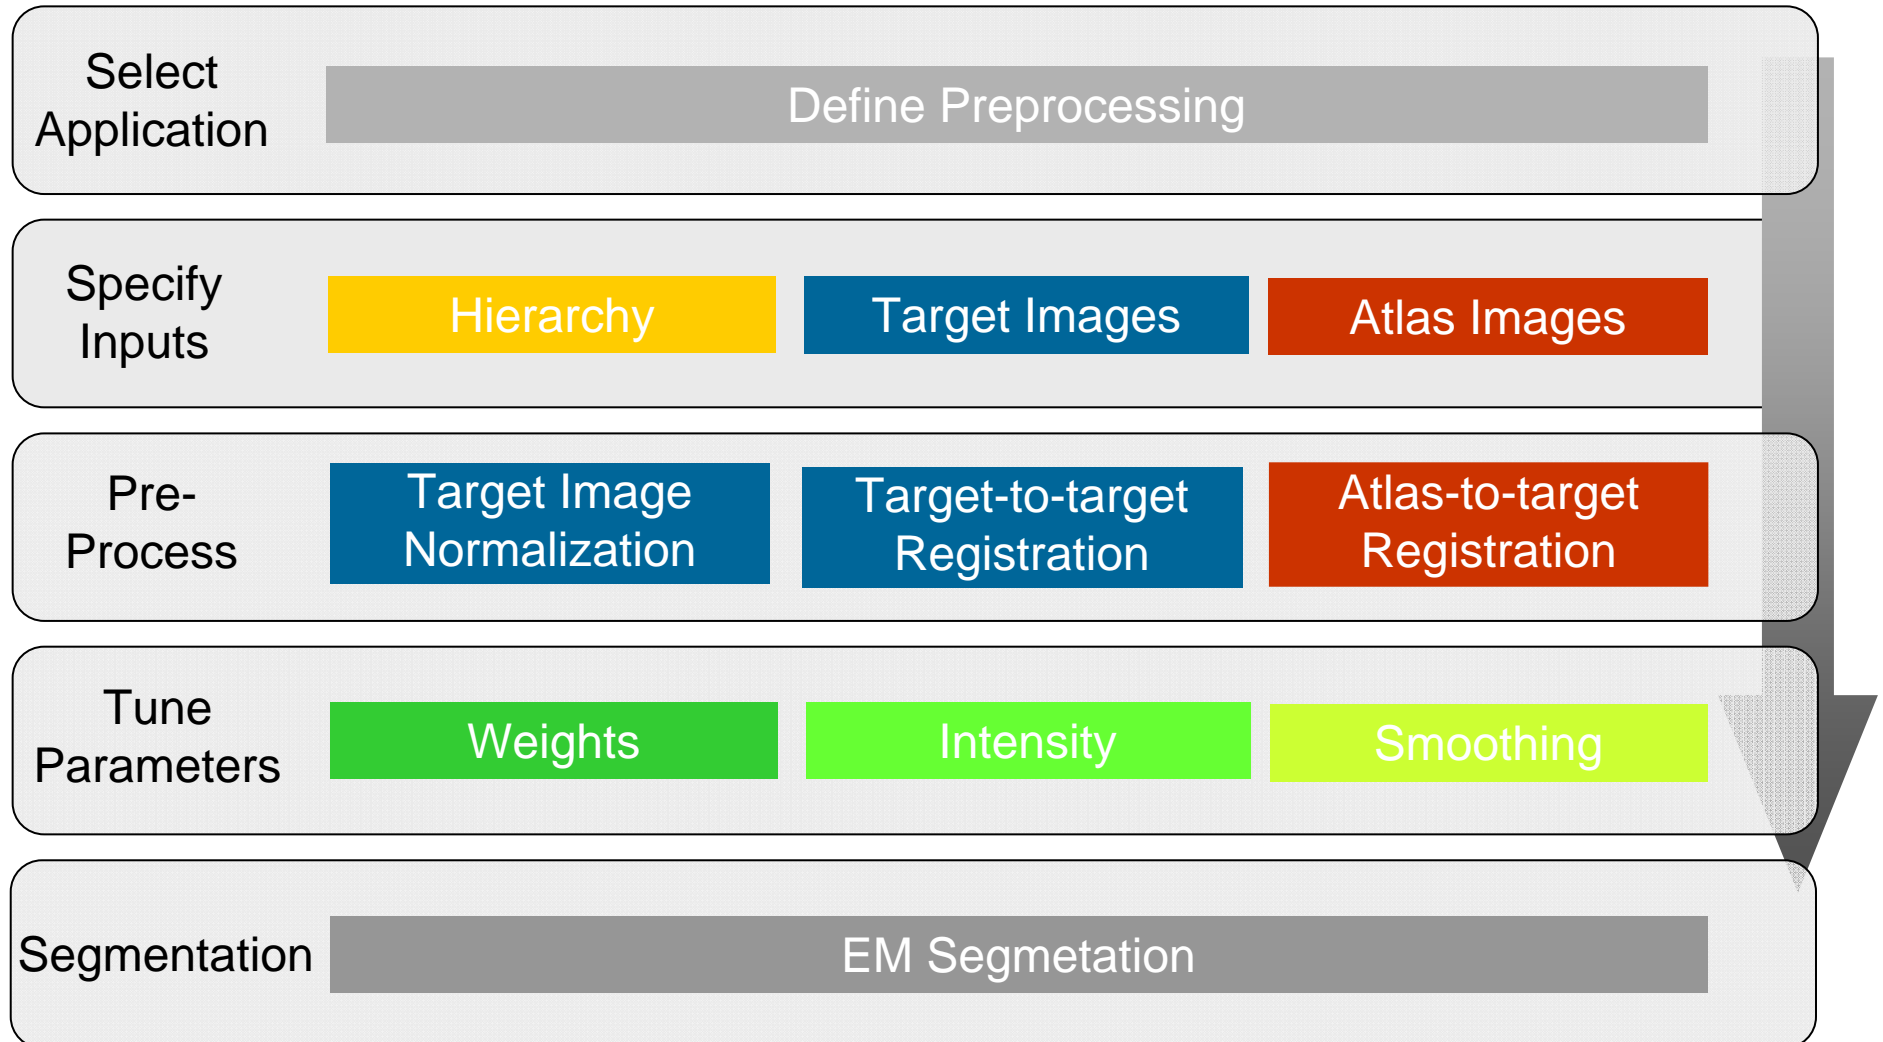 Select
Application
Define Preprocessing
Specify
Inputs
Hierarchy
Target Images
Atlas Images
Pre-
Process
Target Image
Normalization
Target-to-target
Registration
Atlas-to-target
Registration
Tune
Parameters
Weights
Intensity
Smoothing
Segmentation
EM Segmetation